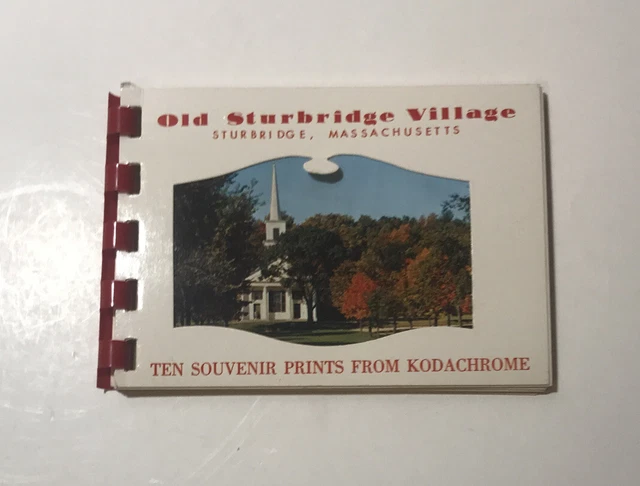 Old Sturbridge Village
STURBRIDGE, MASSACHUSETTS
TEN SOUVENIR PRINTS FROM KODACHROME